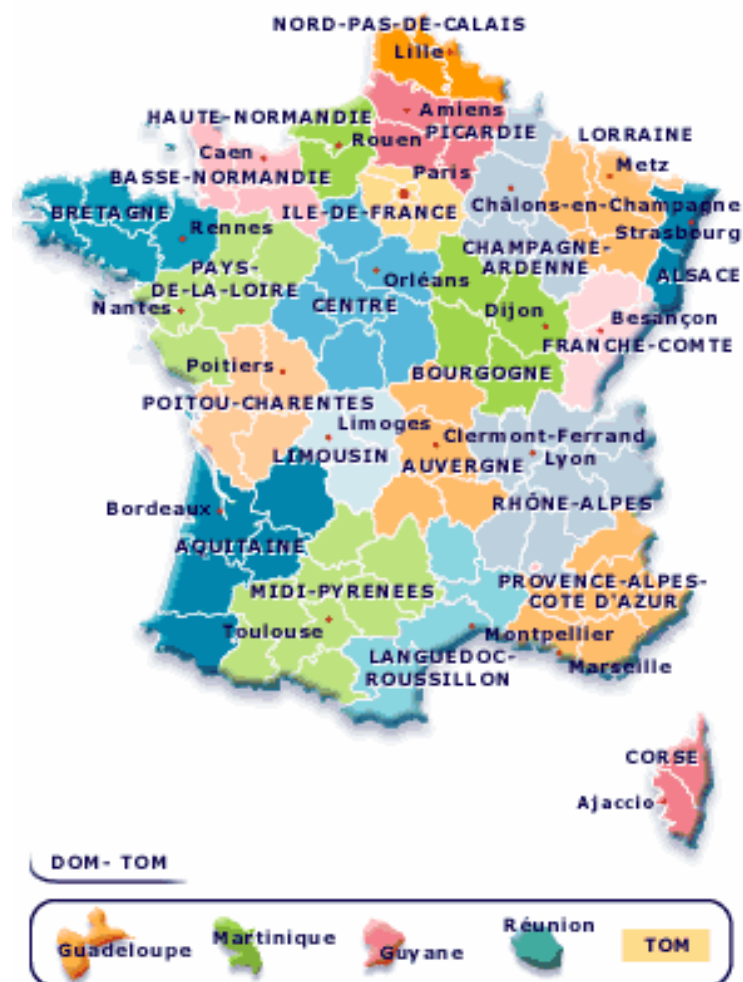 NORD-PAS-DE-CALAIS
Lille
Amiens
HAUTE-NORMANDIE
PICARDIE
LORRAINE
Rouen
Caen
Metz
BASSE-NORMANDIE
Paris
Châlons-en-Champagne
BRETAGNE
ILE-DE-FRANCE
Rennes
Strasbourg
CHAMPAGNE-
ARDENNE
PAYS-
DE-LA-LOIRE
Orléans
ALSACE
Nantes
CENTRE
Dijon
Besançon
FRANCHE-COMTE
Poitiers
BOURGOGNE
POITOU-CHARENTES
Limoges
Clermont-Ferrand
LIMOUSIN
AUVERGNE
Lyon
Bordeaux
RHÔNE-ALPES
AQUITAINE
MIDI-PYRENEES
PROVENCE-ALPES-
COTE D'AZUR
Toulouse
Montpellier
LANGUEDOC-
ROUSSILLON
Marseille
CORSE
Ajaccio
DOM- TOM
Guadeloupe
Martinique
Guyane
Réunion
TOM